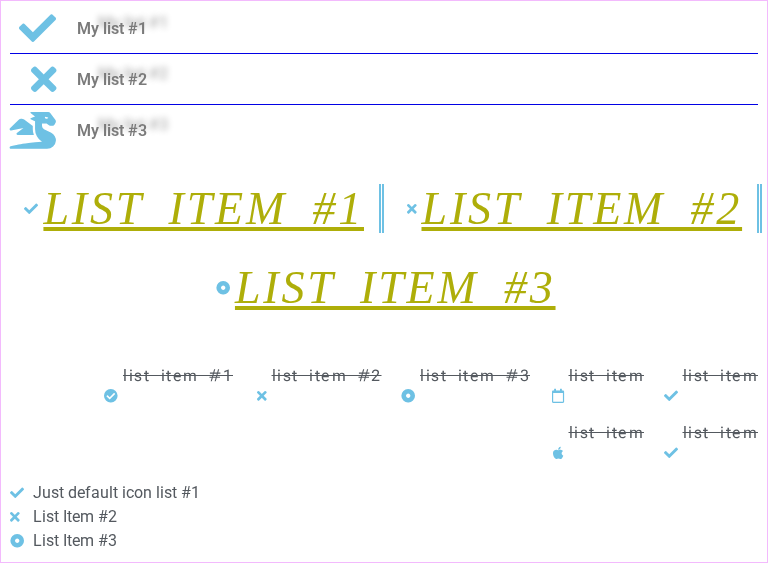 My list #1
My list #2
My list #3
LIST ITEM #1 LIST ITEM #2
LIST ITEM #3
list item #1 list item #2 list item #3 list item list item
list item list item
Just default icon list #1
List Item #2
List Item #3